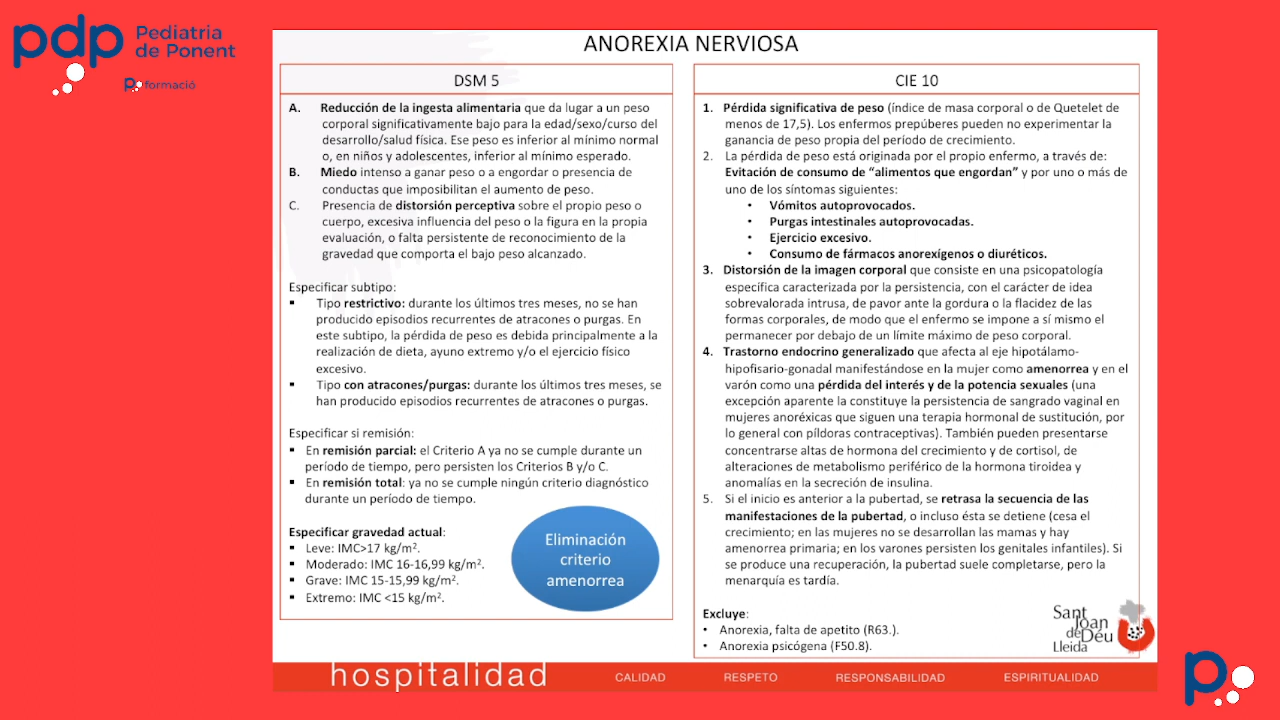 pdp Pediatria
de Ponent
p formació
ANOREXIA NERVIOSA
DSM 5
A. Reducción de la ingesta alimentaria que da lugar a un peso
corporal significativamente bajo para la edad/sexo/curso del
desarrollo/salud física. Ese peso es inferior al mínimo normal
o, en niños y adolescentes, inferior al mínimo esperado.
B. Miedo intenso a ganar peso o a engordar o presencia de
conductas que imposibilitan el aumento de peso.
C. Presencia de distorsión perceptiva sobre el propio peso o
cuerpo, excesiva influencia del peso o la figura en la propia
evaluación, o falta persistente de reconocimiento de la
gravedad que comporta el bajo peso alcanzado.
Especificar subtipo:
▪ Tipo restrictivo: durante los últimos tres meses, no se han
producido episodios recurrentes de atracones o purgas. En
este subtipo, la pérdida de peso es debida principalmente a la
realización de dieta, ayuno extremo y/o el ejercicio físico
excesivo.
▪ Tipo con atracones/purgas: durante los últimos tres meses, se
han producido episodios recurrentes de atracones o purgas.
Especificar si remisión:
▪ En remisión parcial: el Criterio A ya no se cumple durante un
período de tiempo, pero persisten los Criterios B y/o C.
▪ En remisión total: ya no se cumple ningún criterio diagnóstico
durante un período de tiempo.
Especificar gravedad actual:
▪ Leve: IMC>17 kg/m².
▪ Moderado: IMC 16-16,99 kg/m².
▪ Grave: IMC 15-15,99 kg/m².
▪ Extremo: IMC <15 kg/m².
Eliminación
criterio
amenorrea
CIE 10
1. Pérdida significativa de peso (índice de masa corporal o de Quetelet de
menos de 17,5). Los enfermos prepúberes pueden no experimentar la
ganancia de peso propia del período de crecimiento.
2. La pérdida de peso está originada por el propio enfermo, a través de:
Evitación de consumo de “alimentos que engordan” y por uno o más de
uno de los síntomas siguientes:
• Vómitos autoprovocados.
• Purgas intestinales autoprovocadas.
• Ejercicio excesivo.
• Consumo de fármacos anorexígenos o diuréticos.
3. Distorsión de la imagen corporal que consiste en una psicopatología
específica caracterizada por la persistencia, con el carácter de idea
sobrevalorada intrusa, de pavor ante la gordura o la flacidez de las
formas corporales, de modo que el enfermo se impone a sí mismo el
permanecer por debajo de un límite máximo de peso corporal.
4. Trastorno endocrino generalizado que afecta al eje hipotálamo-
hipofisario-gonadal manifestándose en la mujer como amenorrea y en el
varón como una pérdida del interés y de la potencia sexuales (una
excepción aparente la constituye la persistencia de sangrado vaginal en
mujeres anoréxicas que siguen una terapia hormonal de sustitución, por
lo general con píldoras contraceptivas). También pueden presentarse
concentrarse altas de hormona del crecimiento y de cortisol, de
alteraciones de metabolismo periférico de la hormona tiroidea y
anomalías en la secreción de insulina.
5. Si el inicio es anterior a la pubertad, se retrasa la secuencia de las
manifestaciones de la pubertad, o incluso ésta se detiene (cesa el
crecimiento; en las mujeres no se desarrollan las mamas y hay
amenorrea primaria; en los varones persisten los genitales infantiles). Si
se produce una recuperación, la pubertad suele completarse, pero la
menarquía es tardía.
Excluye:
• Anorexia, falta de apetito (R63.).
• Anorexia psicógena (F50.8).
Sant
Joan
de Déu
Lleida
hospitalidad CALIDAD RESPETO RESPONSABILIDAD ESPIRITUALIDAD
p